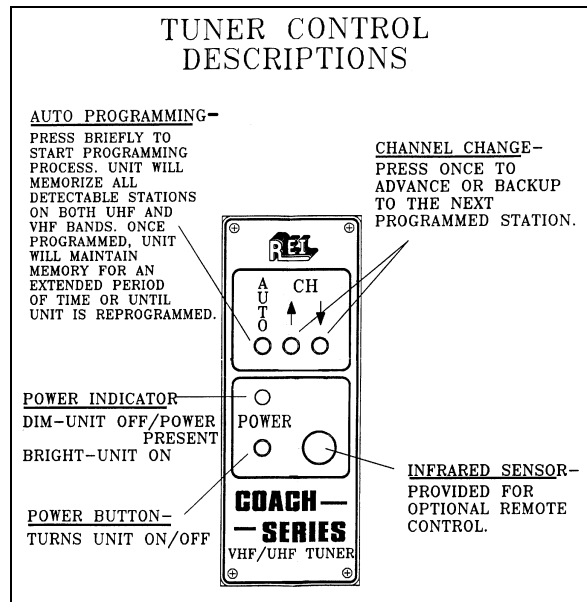 TUNER CONTROL
DESCRIPTIONS
AUTO PROGRAMMING-
PRESS BRIEFLY TO
START PROGRAMMING
PROCESS. UNIT WILL
MEMORIZE ALL
DETECTABLE STATIONS
ON BOTH UHF AND
VHF BANDS. ONCE
PROGRAMMED, UNIT
WILL MAINTAIN
MEMORY FOR AN
EXTENDED PERIOD
OF TIME OR UNTIL
UNIT IS REPROGRAMMED.
CHANNEL CHANGE-
PRESS ONCE TO
ADVANCE OR BACKUP
TO THE NEXT
PROGRAMMED STATION.
REI
AUTO
CH
POWER INDICATOR
DIM-UNIT OFF/POWER
PRESENT
BRIGHT-UNIT ON
POWER BUTTON-
TURNS UNIT ON/OFF
POWER
INFRARED SENSOR-
PROVIDED FOR
OPTIONAL REMOTE
CONTROL.
COACH-
-SERIES
VHF/UHF TUNER